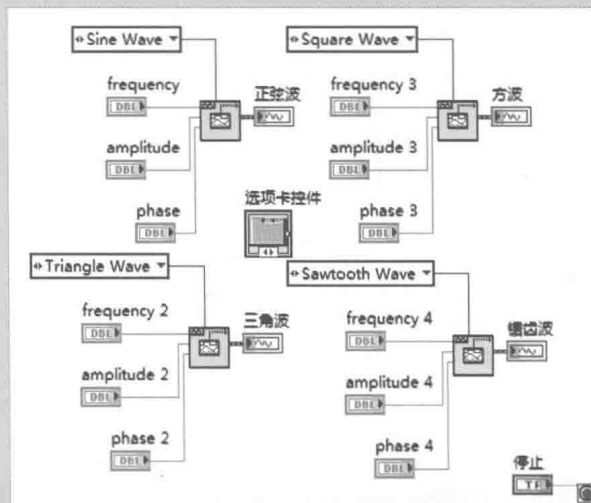 Sine Wave
frequency
DBL
正弦波
amplitude
DBL
phase
DBL
Square Wave
frequency 3
DBL
方波
amplitude 3
DBL
phase 3
DBL
选项卡控件
Triangle Wave
frequency 2
DBL
三角波
amplitude 2
DBL
phase 2
DBL
Sawtooth Wave
frequency 4
DBL
锯齿波
amplitude 4
DBL
phase 4
DBL
停止
TF